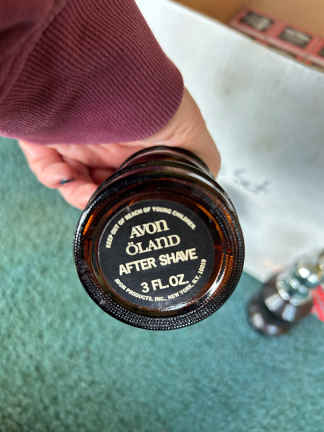 KEEP OUT OF REACH OF YOUNG CHILDREN.
AVON
ÖLAND
AFTER SHAVE
3 FL. OZ.
AVON PRODUCTS, INC., NEW YORK, N.Y. 10019
Set